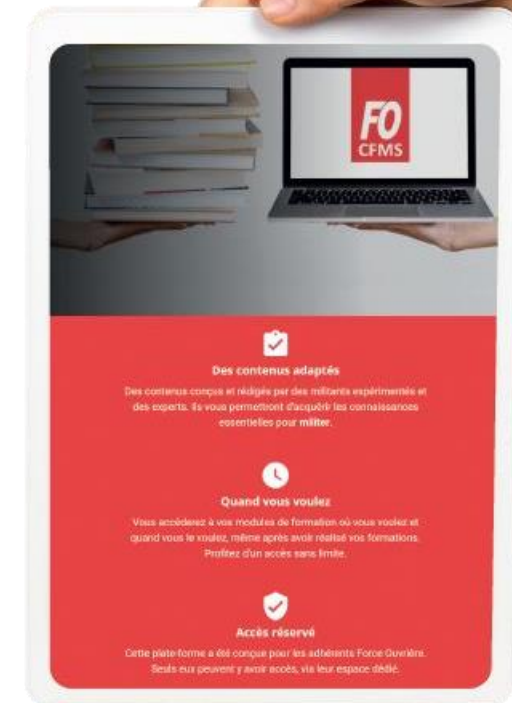 FO
CFMS
Des contenus adaptés
Des contenus conçus et rédigés par des militants expérimentés et
des experts. Ils vous permettront d'acquérir les connaissances
essentielles pour militer.
Quand vous voulez
Vous accèderez à vos modules de formation où vous voulez et
quand vous le voulez, même après avoir réalisé vos formations.
Profitez d'un accès sans limite.
Accès réservé
Cette plate-forme a été conçue pour les adhérents Force Ouvrière.
Seuls eux peuvent y avoir accès, via leur espace dédié.